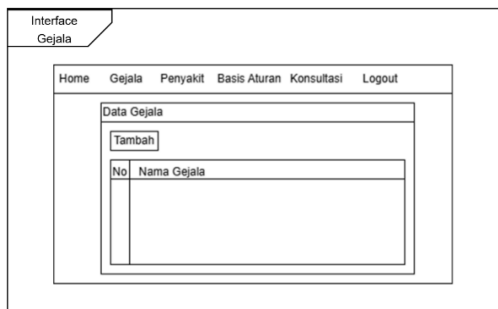 Interface
Gejala
Home Gejala Penyakit Basis Aturan Konsultasi Logout
Data Gejala
Tambah
No Nama Gejala